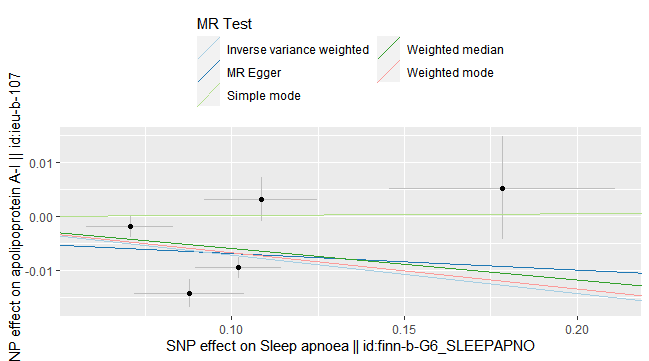 MR Test
Inverse variance weighted
Weighted median
MR Egger
Weighted mode
Simple mode
NP effect on apolipoprotein A-I || id:ieu-b-107
0.01
0.00
-0.01
0.10
0.15
0.20
SNP effect on Sleep apnoea || id:finn-b-G6_SLEEPAPNO